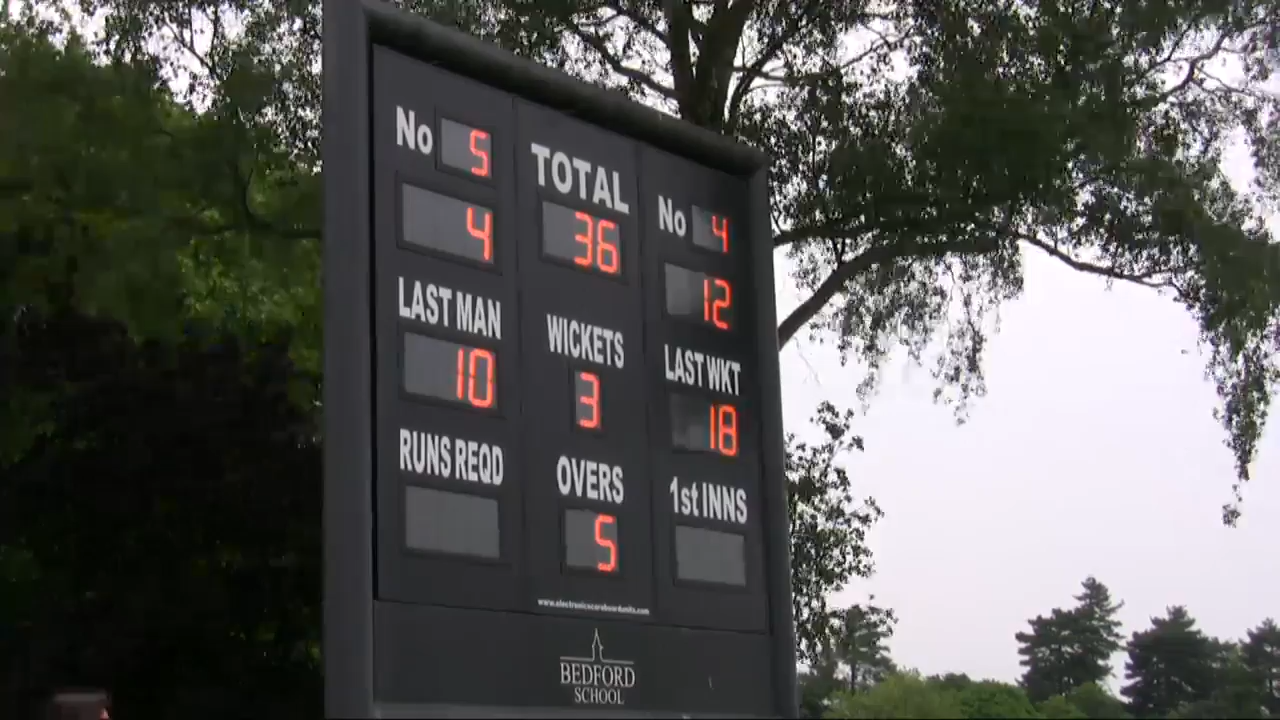 No 5
4
LAST MAN
10
RUNS REQD
TOTAL
36
WICKETS
3
OVERS
5
No 4
12
LAST WKT
18
1st INNS
www.electronicscoreboardunits.com
BEDFORD
SCHOOL